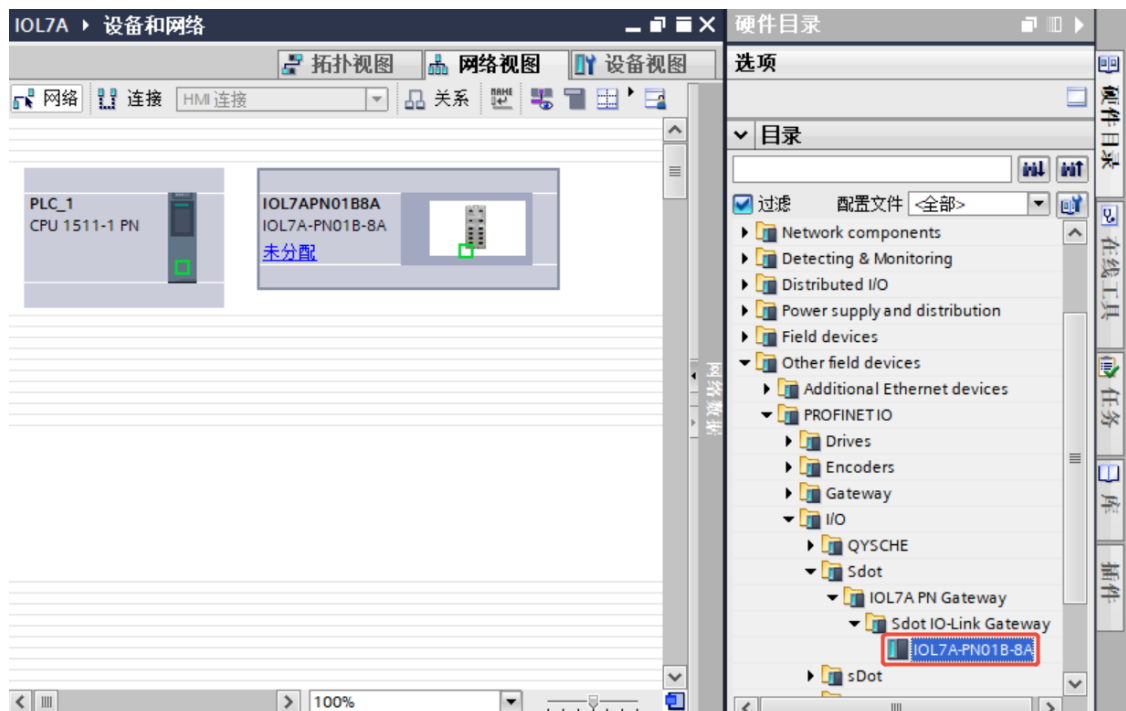 IOL7A ▸ 设备和网络
拓扑视图
网络视图
设备视图
网络
连接
HMI 连接
关系
PLC_1
CPU 1511-1 PN
IOL7APN01B8A
IOL7A-PN01B-8A
未分配
100%
网络数据
硬件目录
选项
目录
过滤
配置文件
<全部>
Network components
Detecting & Monitoring
Distributed I/O
Power supply and distribution
Field devices
Other field devices
Additional Ethernet devices
PROFINET IO
Drives
Encoders
Gateway
I/O
QYSCHE
Sdot
IOL7A PN Gateway
Sdot IO-Link Gateway
IOL7A-PN01B-8A
sDot
硬件目录
在线工具
任务
库
插件